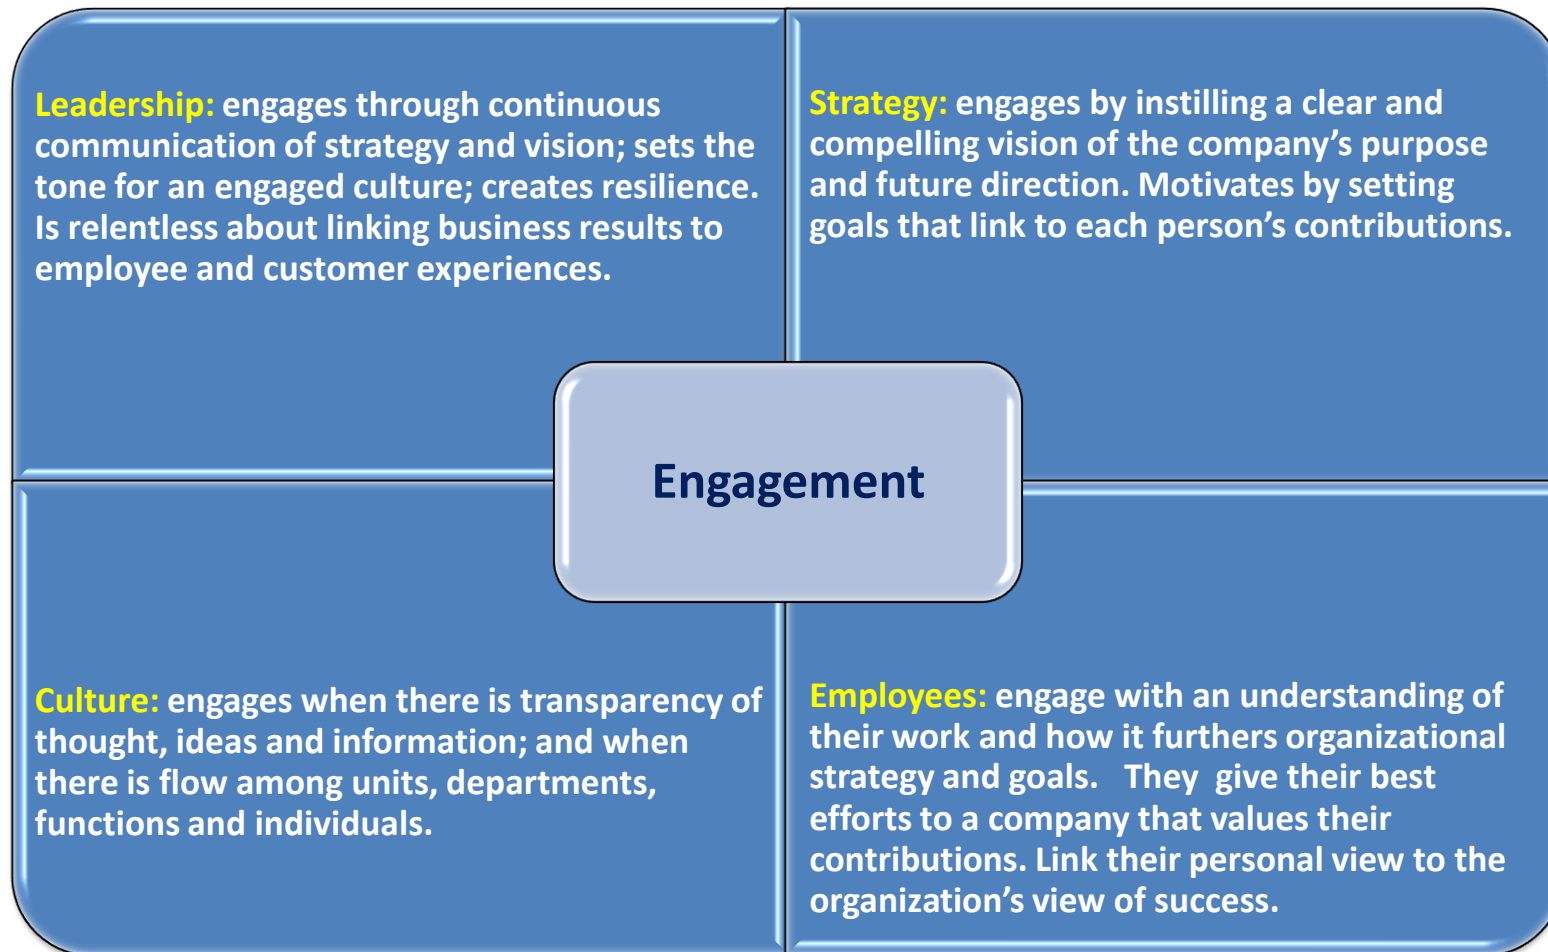 Leadership: engages through continuous
communication of strategy and vision; sets the
tone for an engaged culture; creates resilience.
Is relentless about linking business results to
employee and customer experiences.
Strategy: engages by instilling a clear and
compelling vision of the company’s purpose
and future direction. Motivates by setting
goals that link to each person’s contributions.
Engagement
Culture: engages when there is transparency of
thought, ideas and information; and when
there is flow among units, departments,
functions and individuals.
Employees: engage with an understanding of
their work and how it furthers organizational
strategy and goals.   They  give their best
efforts to a company that values their
contributions. Link their personal view to the
organization’s view of success.